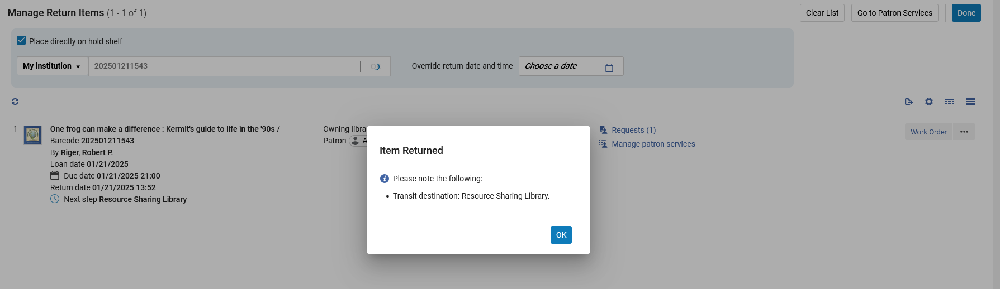 Manage Return Items (1 - 1 of 1)
Clear List
Go to Patron Services
Done
Place directly on hold shelf
My institution
202501211543
Override return date and time
Choose a date
1
One frog can make a difference : Kermit's guide to life in the '90s /
Barcode 202501211543
By Riger, Robert P.
Loan date 01/21/2025
Due date 01/21/2025 21:00
Return date 01/21/2025 13:52
Next step Resource Sharing Library
Owning
Patron
Requests (1)
Manage patron services
Work Order
Item Returned
Please note the following:
• Transit destination: Resource Sharing Library.
OK